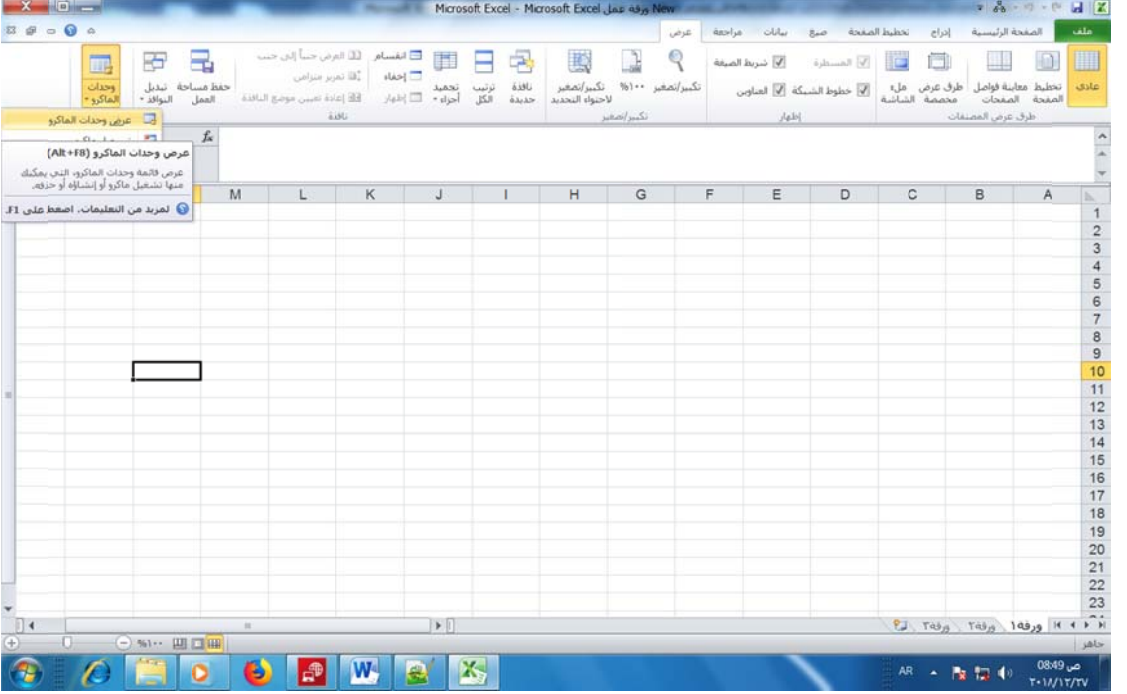 New ورقة عمل Microsoft Excel - Microsoft Excel
ملف الصفحة الرئيسية إدراج تخطيط الصفحة صيغ بيانات مراجعة عرض
عادي
تخطيط الصفحة
معاينة فواصل الصفحات
طرق عرض مخصصة
ملء الشاشة
طرق عرض المصنفات
المسطرة
شريط الصيغة
خطوط الشبكة
العناوين
إظهار
تكبير/تصغير
١٠٠%
تكبير/تصغير لاحتواء التحديد
تكبير/تصغير
نافذة جديدة
ترتيب الكل
تجميد أجزاء
انقسام
إخفاء
إظهار
العرض جنباً إلى جنب
تمرير متزامن
إعادة تعيين موضع النافذة
حفظ مساحة العمل
تبديل النوافذ
نافذة
وحدات الماكرو
عرض وحدات الماكرو
fx
عرض وحدات الماكرو (Alt+F8)
عرض قائمة وحدات الماكرو، التي يمكنك
منها تشغيل ماكرو أو إنشاؤه أو حذفه.
لمزيد من التعليمات، اضغط على F1.
A B C D E F G H I J K L M
1
2
3
4
5
6
7
8
9
10
11
12
13
14
15
16
17
18
19
20
21
22
23
ورقة١ ورقة٢ ورقة٣
جاهز
١٠٠%
AR
08:49 ص
٢٠١٨/١٢/٢٧